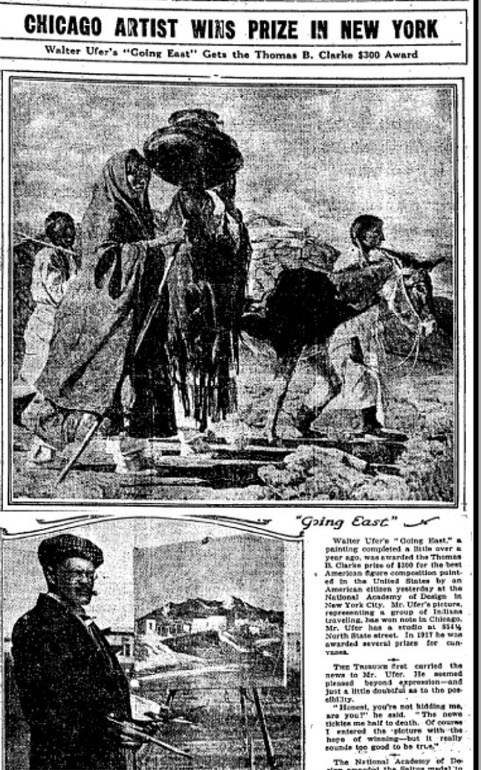 CHICAGO ARTIST WINS PRIZE IN NEW YORK
Walter Ufer's "Going East" Gets the Thomas B. Clarke $300 Award
"Going East"
Walter Ufer's "Going East," a
painting completed a little over a
year ago, was awarded the Thomas
B. Clarke prize of $300 for the best
American figure composition paint-
ed in the United States by an
American citizen yesterday at the
National Academy of Design in
New York City. Mr. Ufer's picture,
representing a group of Indians
traveling, has won note in Chicago.
Mr. Ufer has a studio at
North State street. In 1917 he was
awarded several prizes for can-
vases.
THE TRIBUNE first carried the
news to Mr. Ufer. He seemed
pleased beyond expression—and
just a little doubtful as to the pos-
sibility.
"Honest, you're not kidding me,
are you?" he said. "The news
tickles me half to death. Of course
I entered the picture with the
hope of winning—but it really
sounds too good to be true."
The National Academy of De-